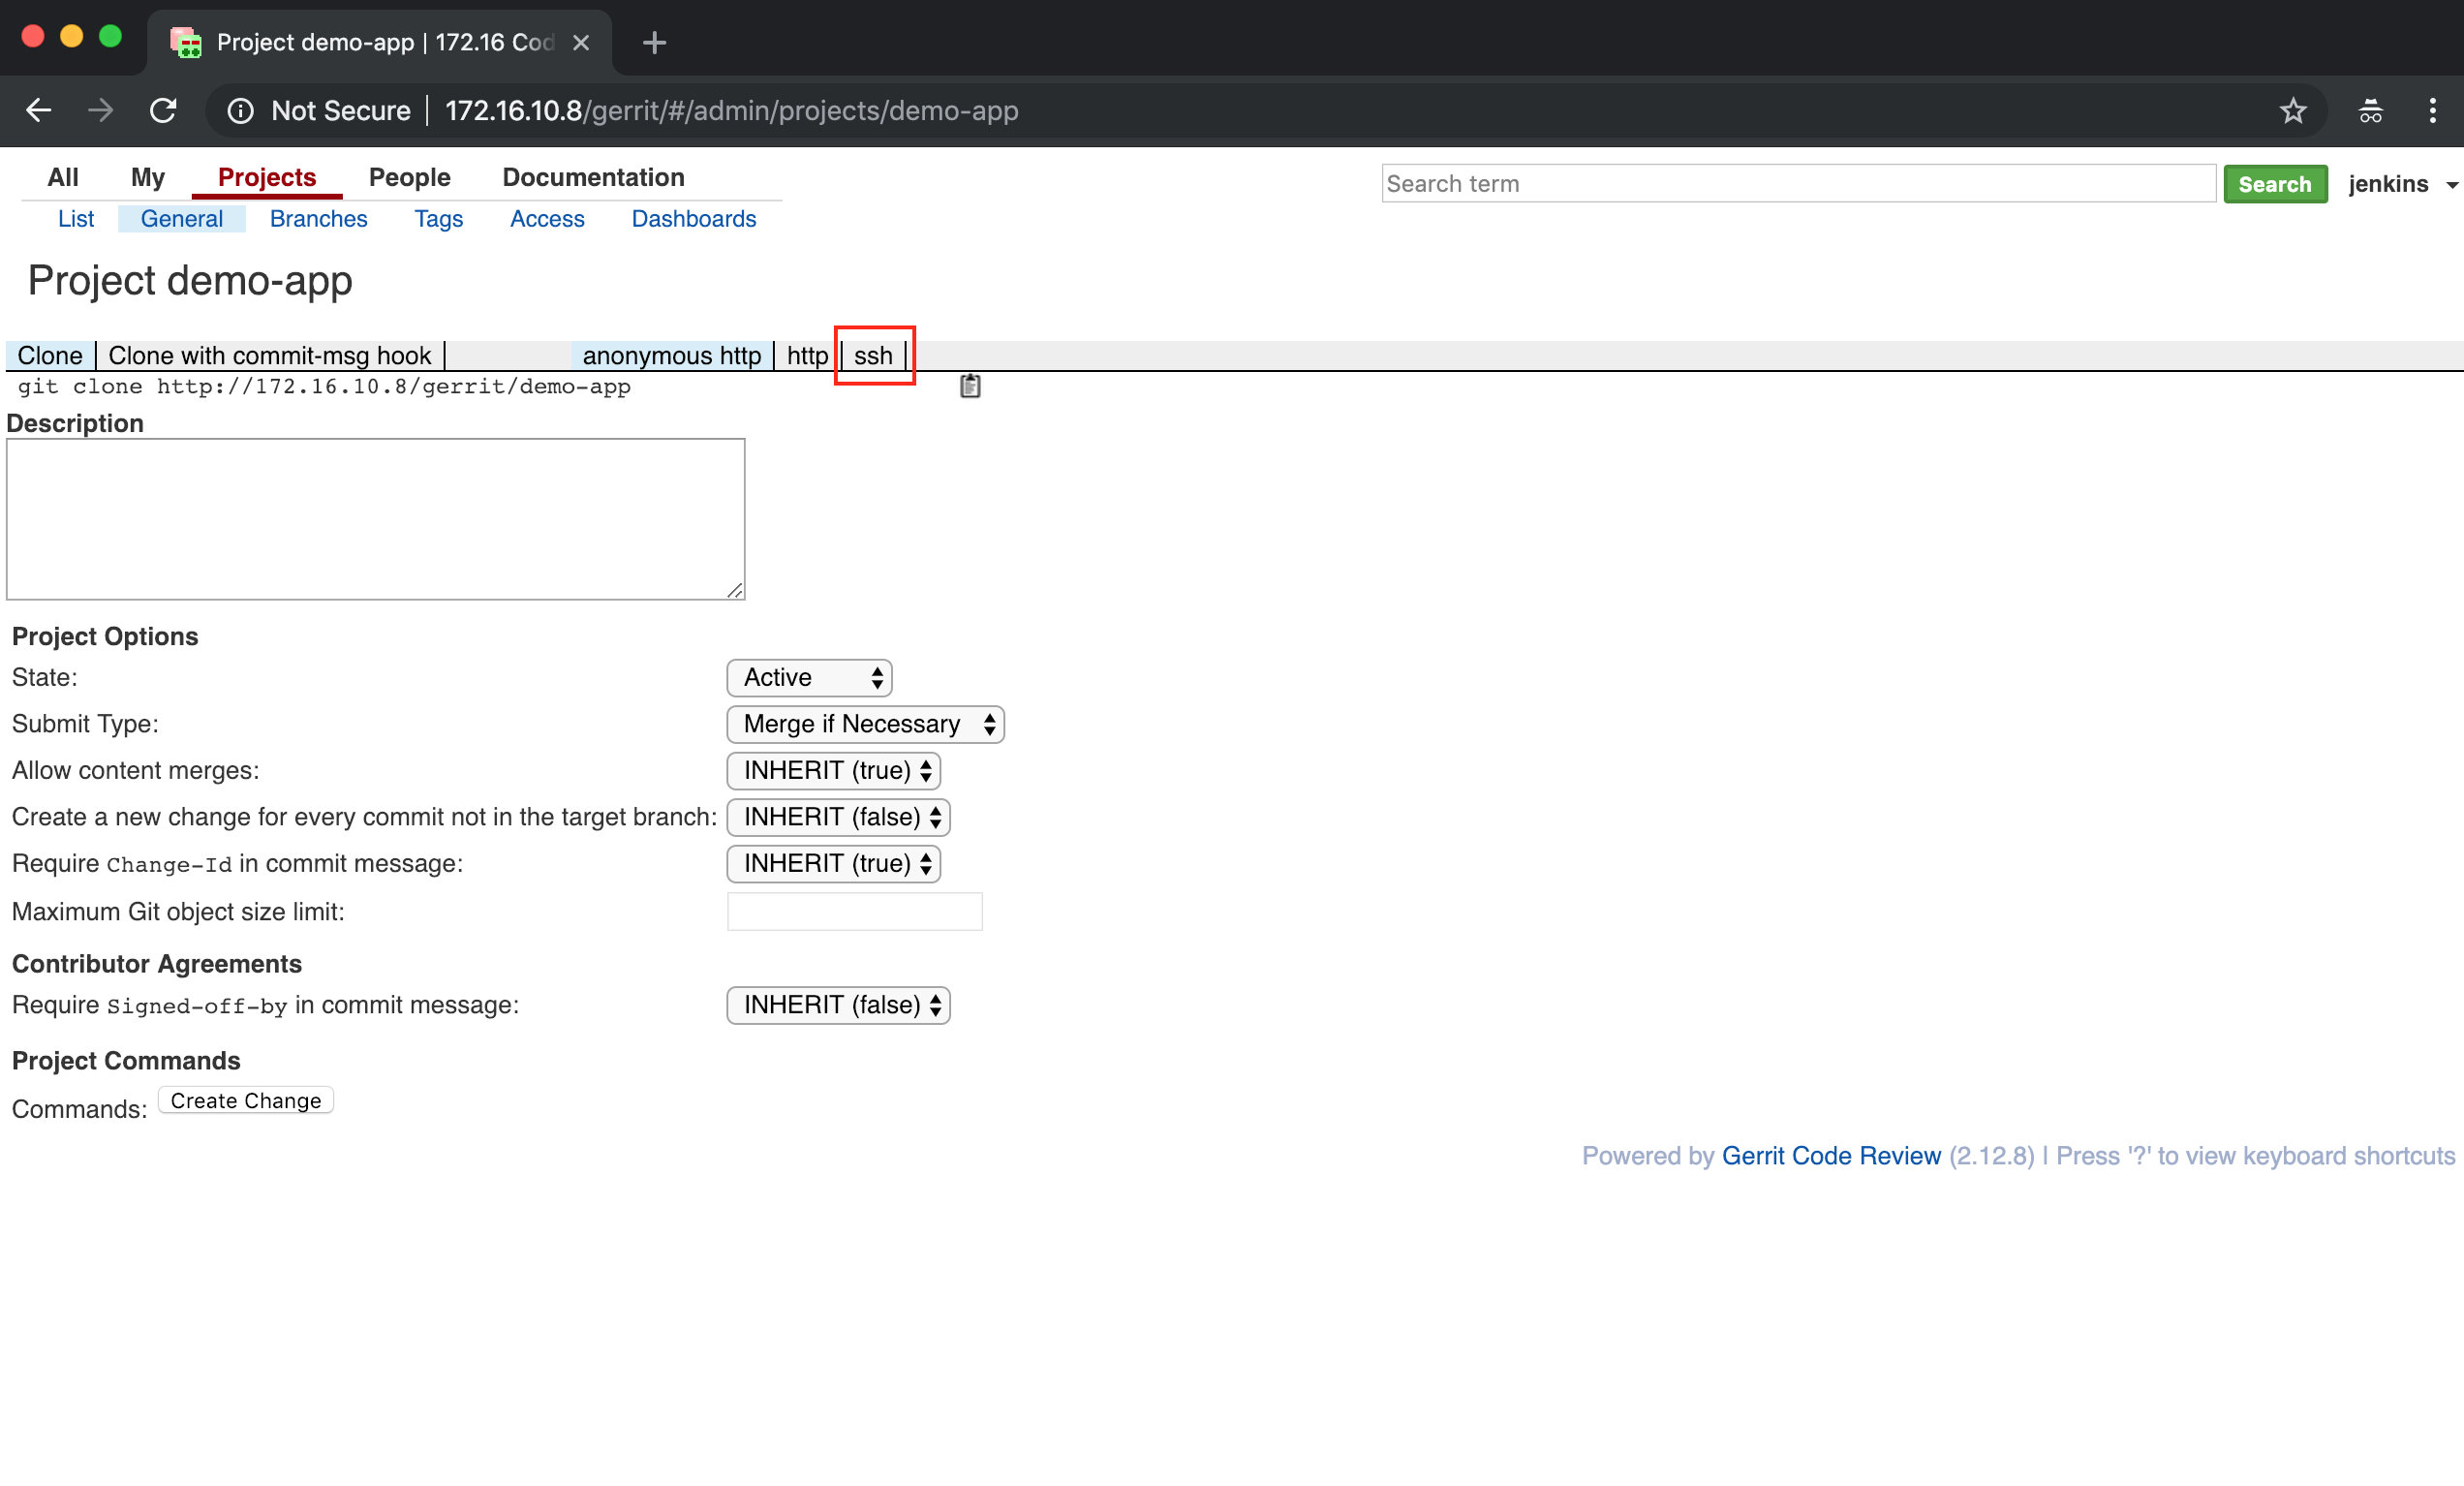 Project demo-app | 172.16 Cod
Not Secure 172.16.10.8/gerrit/#/admin/projects/demo-app
All My Projects People Documentation
Search term Search jenkins
List General Branches Tags Access Dashboards
Project demo-app
Clone Clone with commit-msg hook anonymous http http ssh
git clone http://172.16.10.8/gerrit/demo-app
Description
Project Options
State: Active
Submit Type: Merge if Necessary
Allow content merges: INHERIT (true)
Create a new change for every commit not in the target branch: INHERIT (false)
Require Change-Id in commit message: INHERIT (true)
Maximum Git object size limit:
Contributor Agreements
Require Signed-off-by in commit message: INHERIT (false)
Project Commands
Commands: Create Change
Powered by Gerrit Code Review (2.12.8) | Press '?' to view keyboard shortcuts